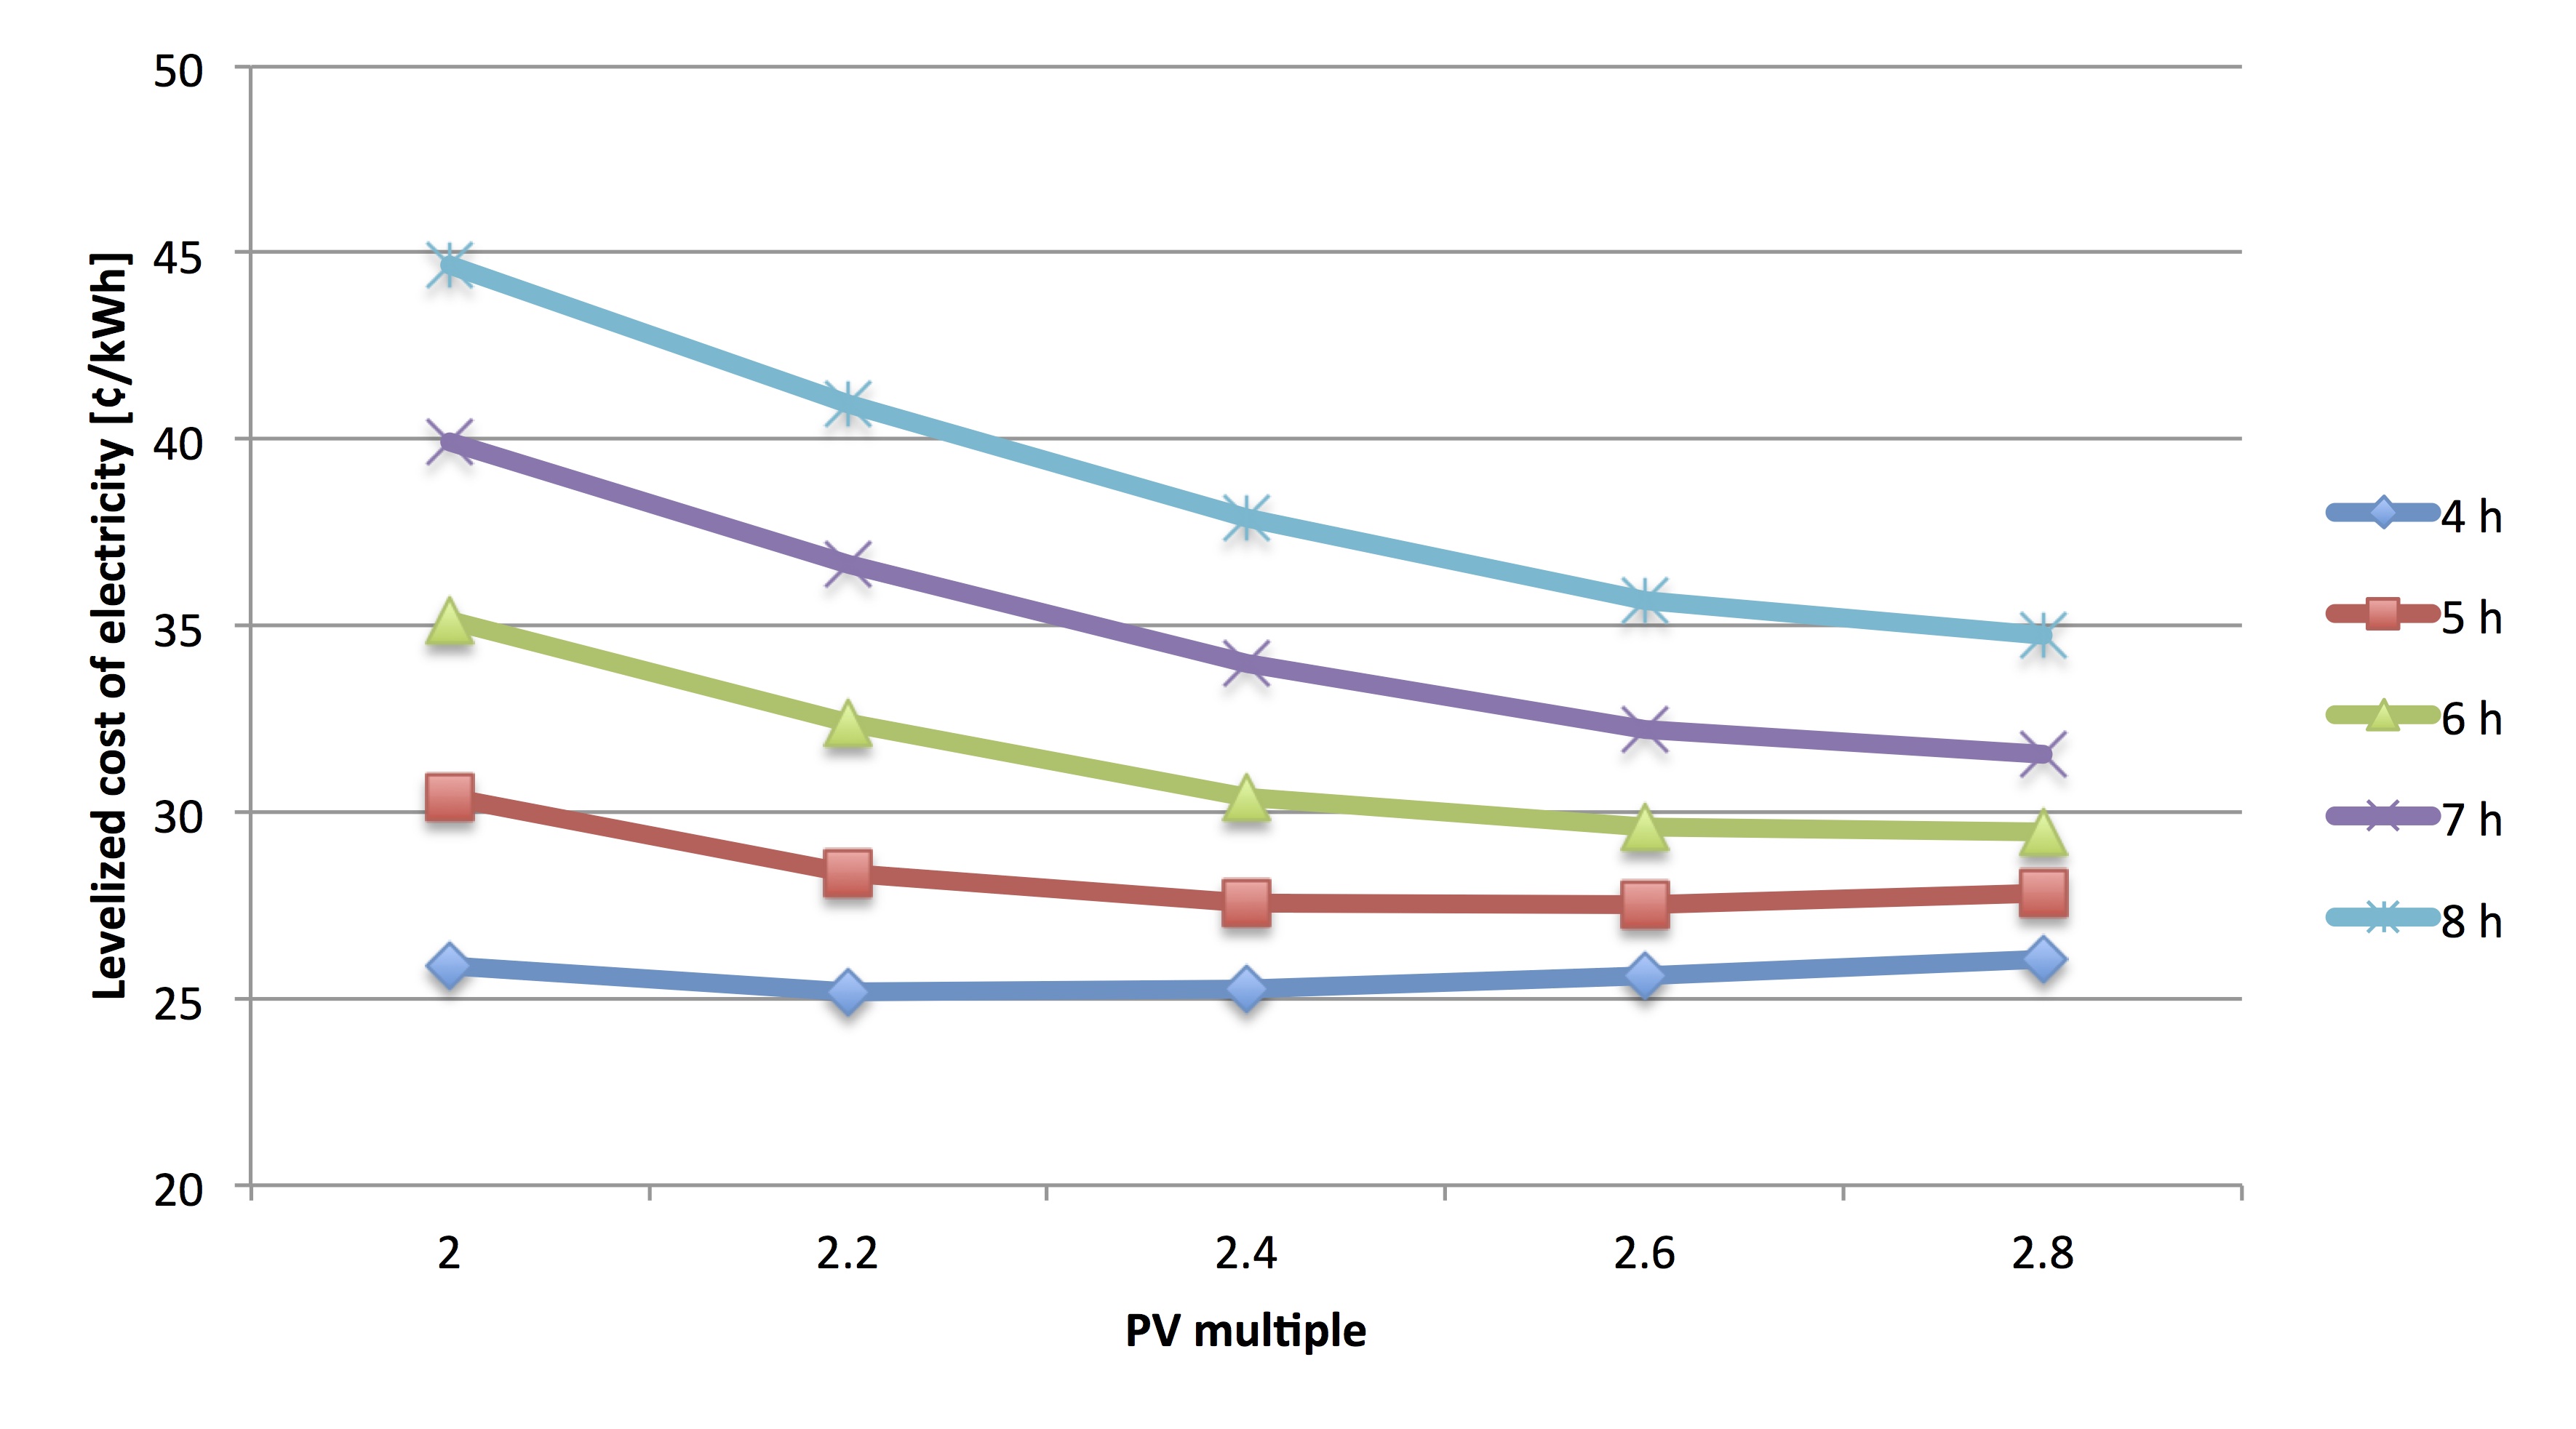 50
45
40
35
30
25
20
Levelized cost of electricity [¢/kWh]
2 2.2 2.4 2.6 2.8
PV multiple
4 h
5 h
6 h
7 h
8 h